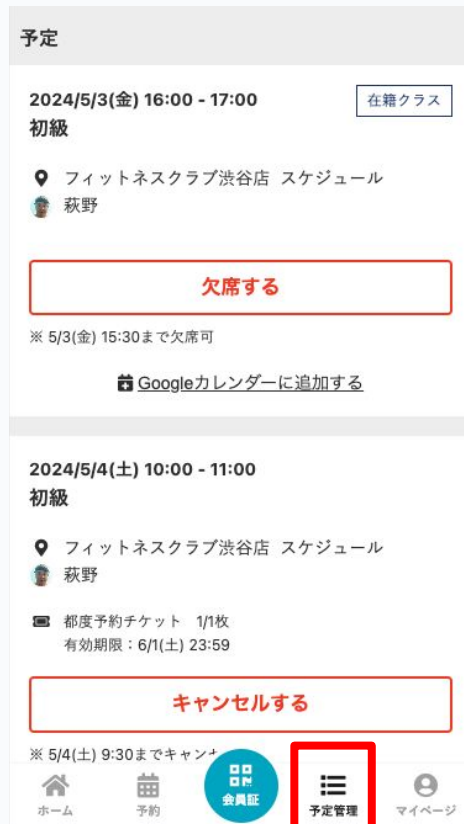 予定
2024/5/3(金) 16:00 - 17:00
在籍クラス
初級
フィットネスクラブ渋谷店 スケジュール
萩野
欠席する
※ 5/3(金) 15:30まで欠席可
Googleカレンダーに追加する
2024/5/4(土) 10:00 - 11:00
初級
フィットネスクラブ渋谷店 スケジュール
萩野
都度予約チケット 1/1枚
有効期限：6/1(土) 23:59
キャンセルする
※ 5/4(土) 9:30までキャン
ホーム
予約
会員証
予定管理
マイページ